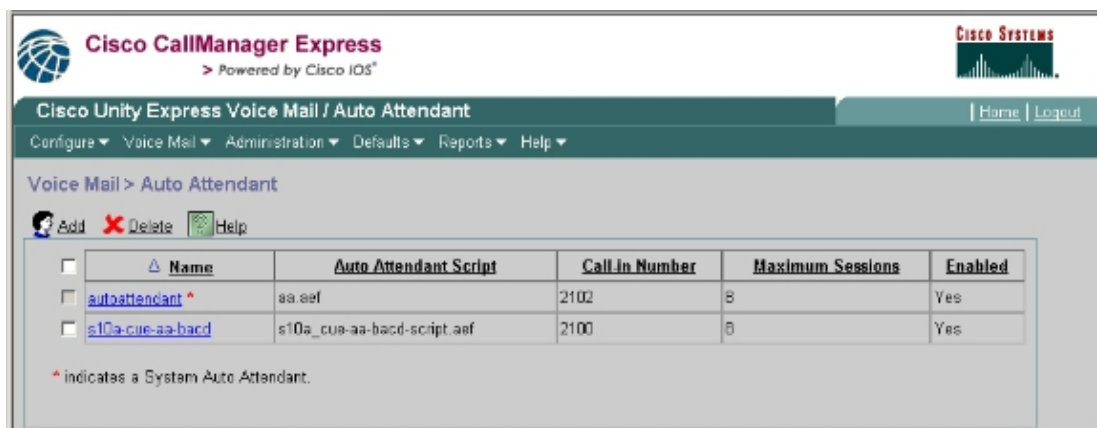 Cisco CallManager Express
> Powered by Cisco IOS®
CISCO SYSTEMS
Cisco Unity Express Voice Mail / Auto Attendant
Home | Logout
Configure Voice Mail Administration Defaults Reports Help
Voice Mail > Auto Attendant
Add Delete Help
Name Auto Attendant Script Call-in Number Maximum Sessions Enabled
autoattendant * aa.aef 2102 8 Yes
s10a-cue-aa-bacd s10a_cue-aa-bacd-script.aef 2100 8 Yes
* indicates a System Auto Attendant.